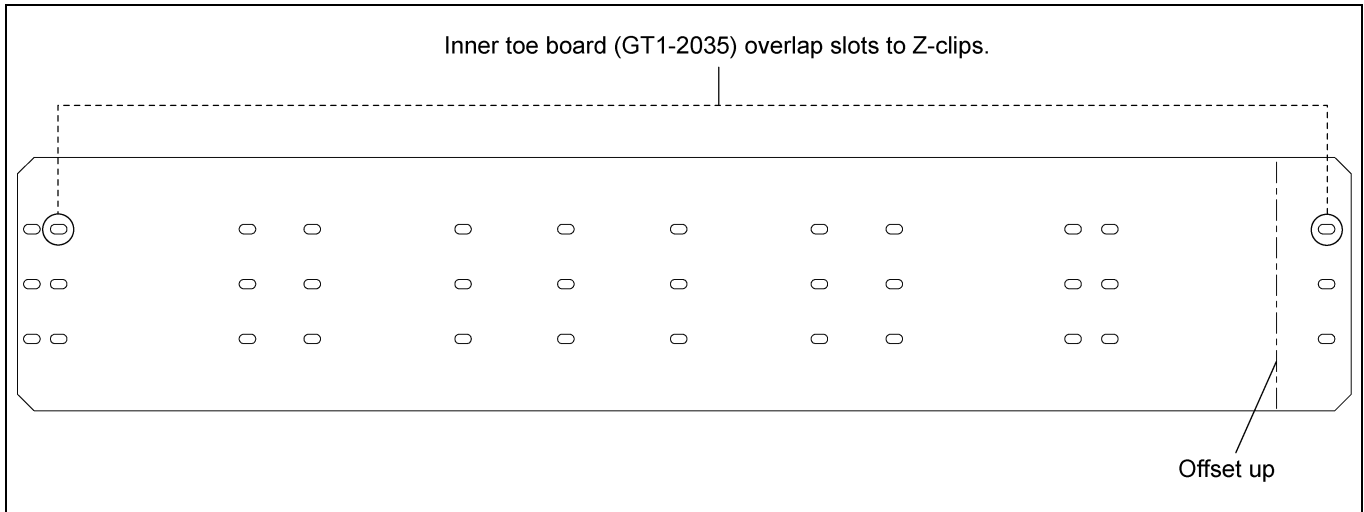 Inner toe board (GT1-2035) overlap slots to Z-clips.
Offset up